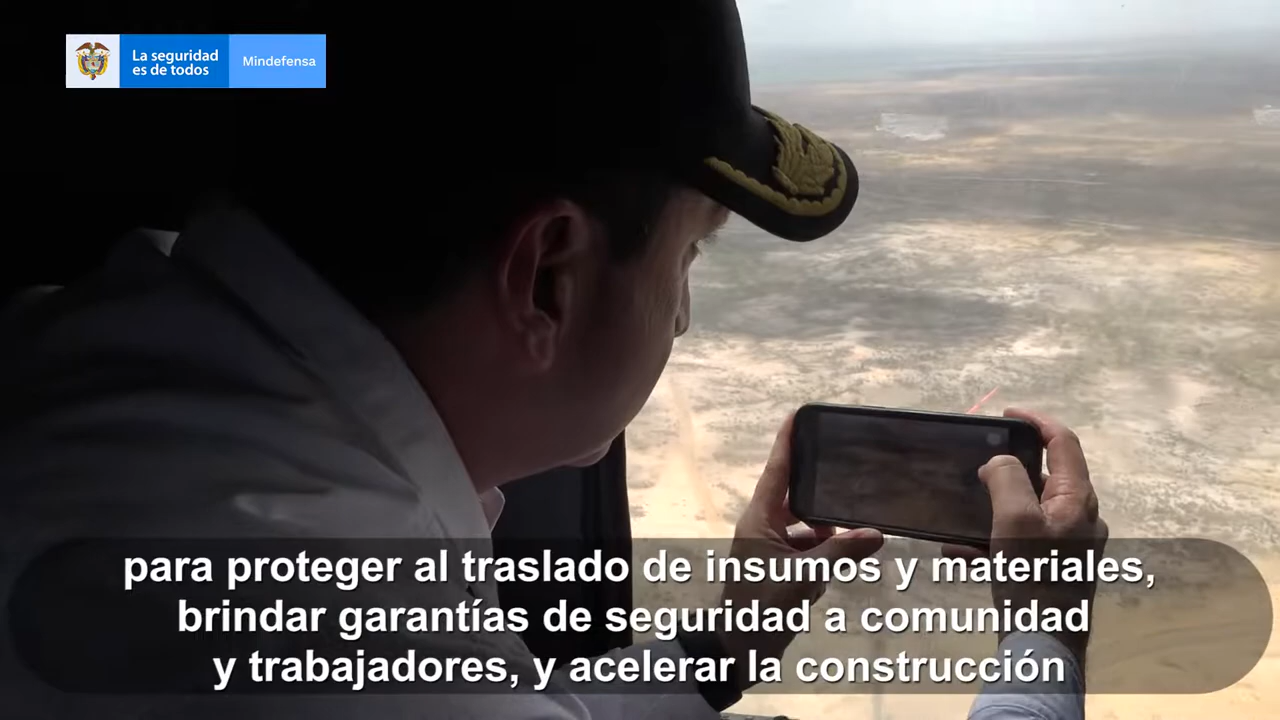 La seguridad
es de todos
Mindefensa
para proteger al traslado de insumos y materiales,
brindar garantías de seguridad a comunidad
y trabajadores, y acelerar la construcción